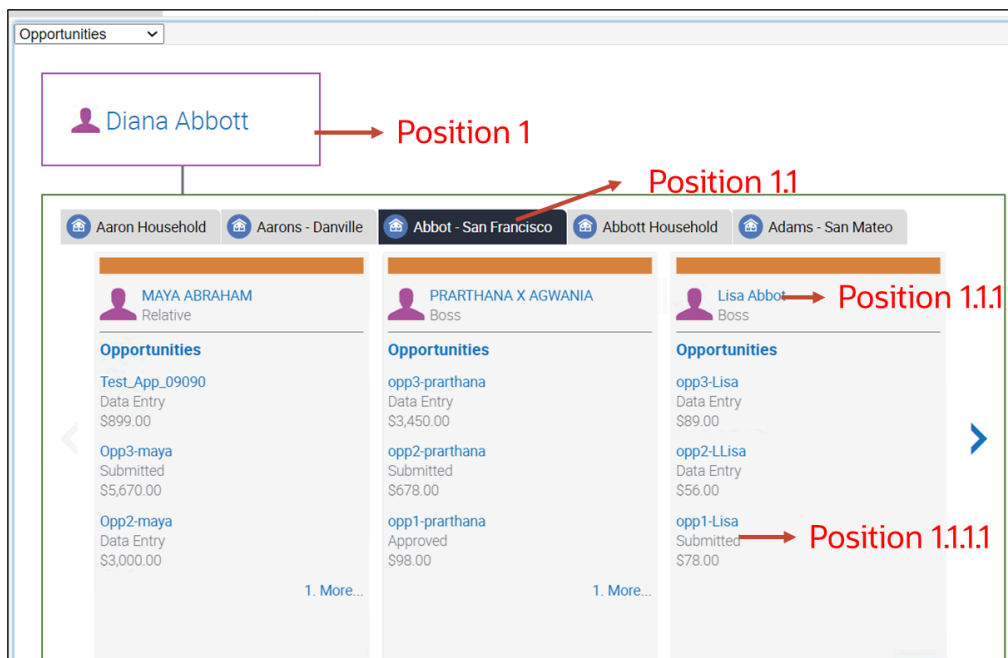 Opportunities
Diana Abbott
Position 1
Position 1.1
Aaron Household
Aarons - Danville
Abbot - San Francisco
Abbott Household
Adams - San Mateo
MAYA ABRAHAM
Relative
Opportunities
Test_App_09090
Data Entry
$899.00
Opp3-maya
Submitted
$5,670.00
Opp2-maya
Data Entry
$3,000.00
1. More...
PRARTHANA X AGWANIA
Boss
Opportunities
opp3-prarthana
Data Entry
$3,450.00
opp2-prarthana
Submitted
$678.00
opp1-prarthana
Approved
$98.00
1. More...
Lisa Abbot
Position 1.1.1
Boss
Opportunities
opp3-Lisa
Data Entry
$89.00
opp2-LLisa
Data Entry
$56.00
opp1-Lisa
Submitted
Position 1.1.1.1
$78.00